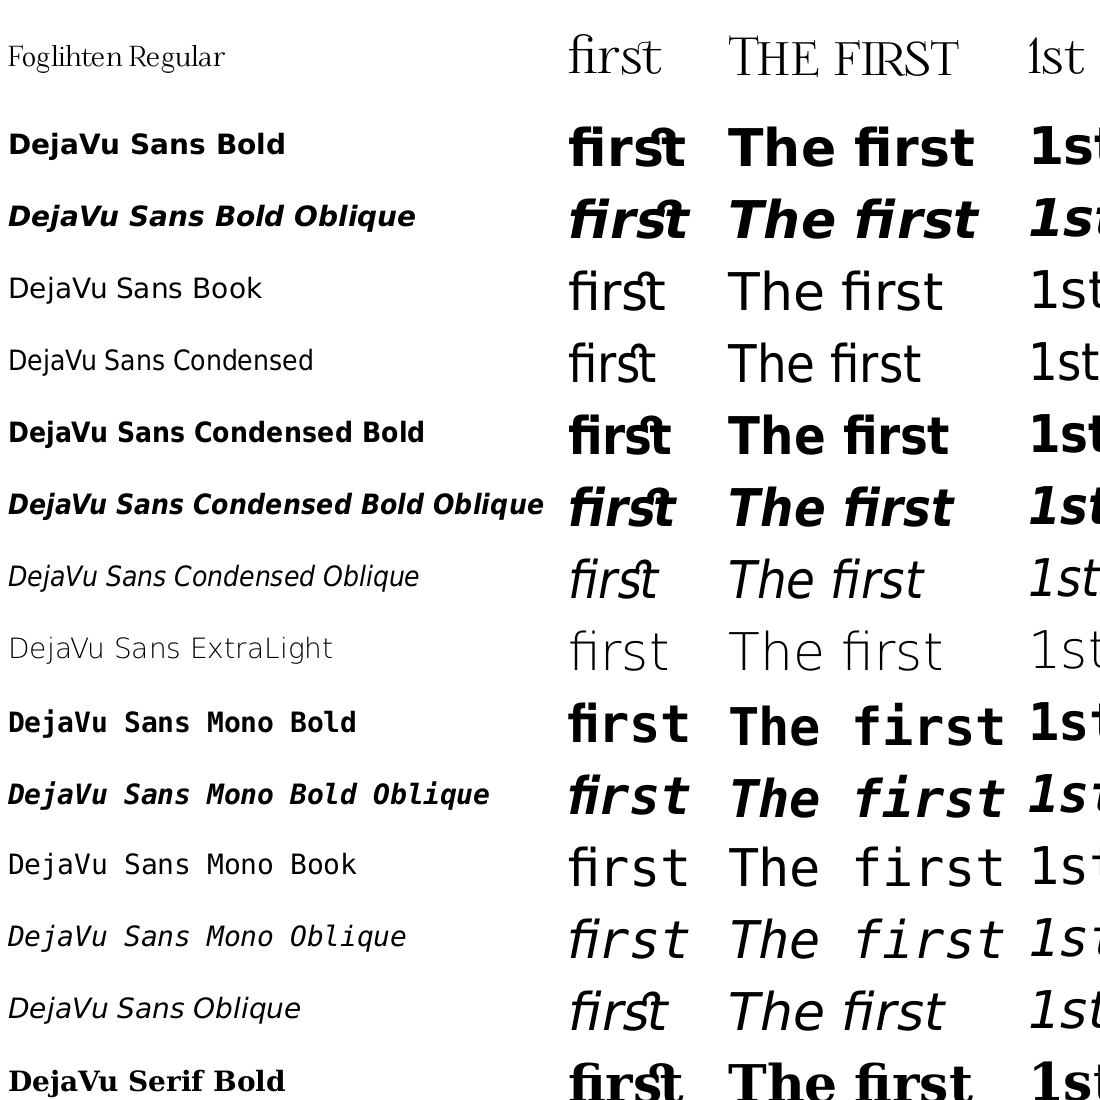 Foglihten Regular first THE FIRST 1st
DejaVu Sans Bold first The first 1st
DejaVu Sans Bold Oblique first The first 1st
DejaVu Sans Book first The first 1st
DejaVu Sans Condensed first The first 1st
DejaVu Sans Condensed Bold first The first 1st
DejaVu Sans Condensed Bold Oblique first The first 1st
DejaVu Sans Condensed Oblique first The first 1st
DejaVu Sans ExtraLight first The first 1st
DejaVu Sans Mono Bold first The first 1st
DejaVu Sans Mono Bold Oblique first The first 1st
DejaVu Sans Mono Book first The first 1st
DejaVu Sans Mono Oblique first The first 1st
DejaVu Sans Oblique first The first 1st
DejaVu Serif Bold first The first 1st